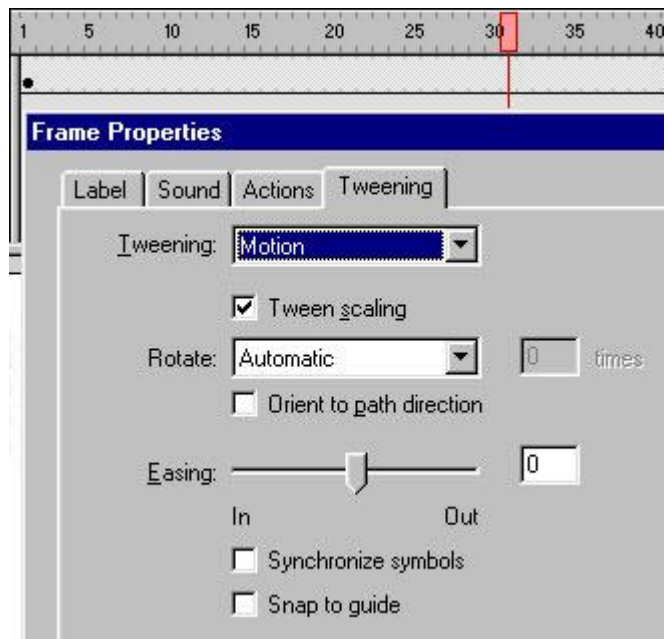 1 5 10 15 20 25 30 35 40
Frame Properties
Label Sound Actions Tweening
Tweening: Motion
Tween scaling
Rotate: Automatic 0 times
Orient to path direction
Easing: 0
In Out
Synchronize symbols
Snap to guide